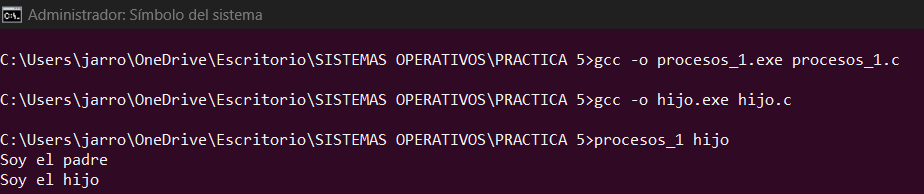 Administrador: Símbolo del sistema
C:\Users\jarro\OneDrive\Escritorio\SISTEMAS OPERATIVOS\PRACTICA 5>gcc -o procesos_1.exe procesos_1.c
C:\Users\jarro\OneDrive\Escritorio\SISTEMAS OPERATIVOS\PRACTICA 5>gcc -o hijo.exe hijo.c
C:\Users\jarro\OneDrive\Escritorio\SISTEMAS OPERATIVOS\PRACTICA 5>procesos_1 hijo
Soy el padre
Soy el hijo